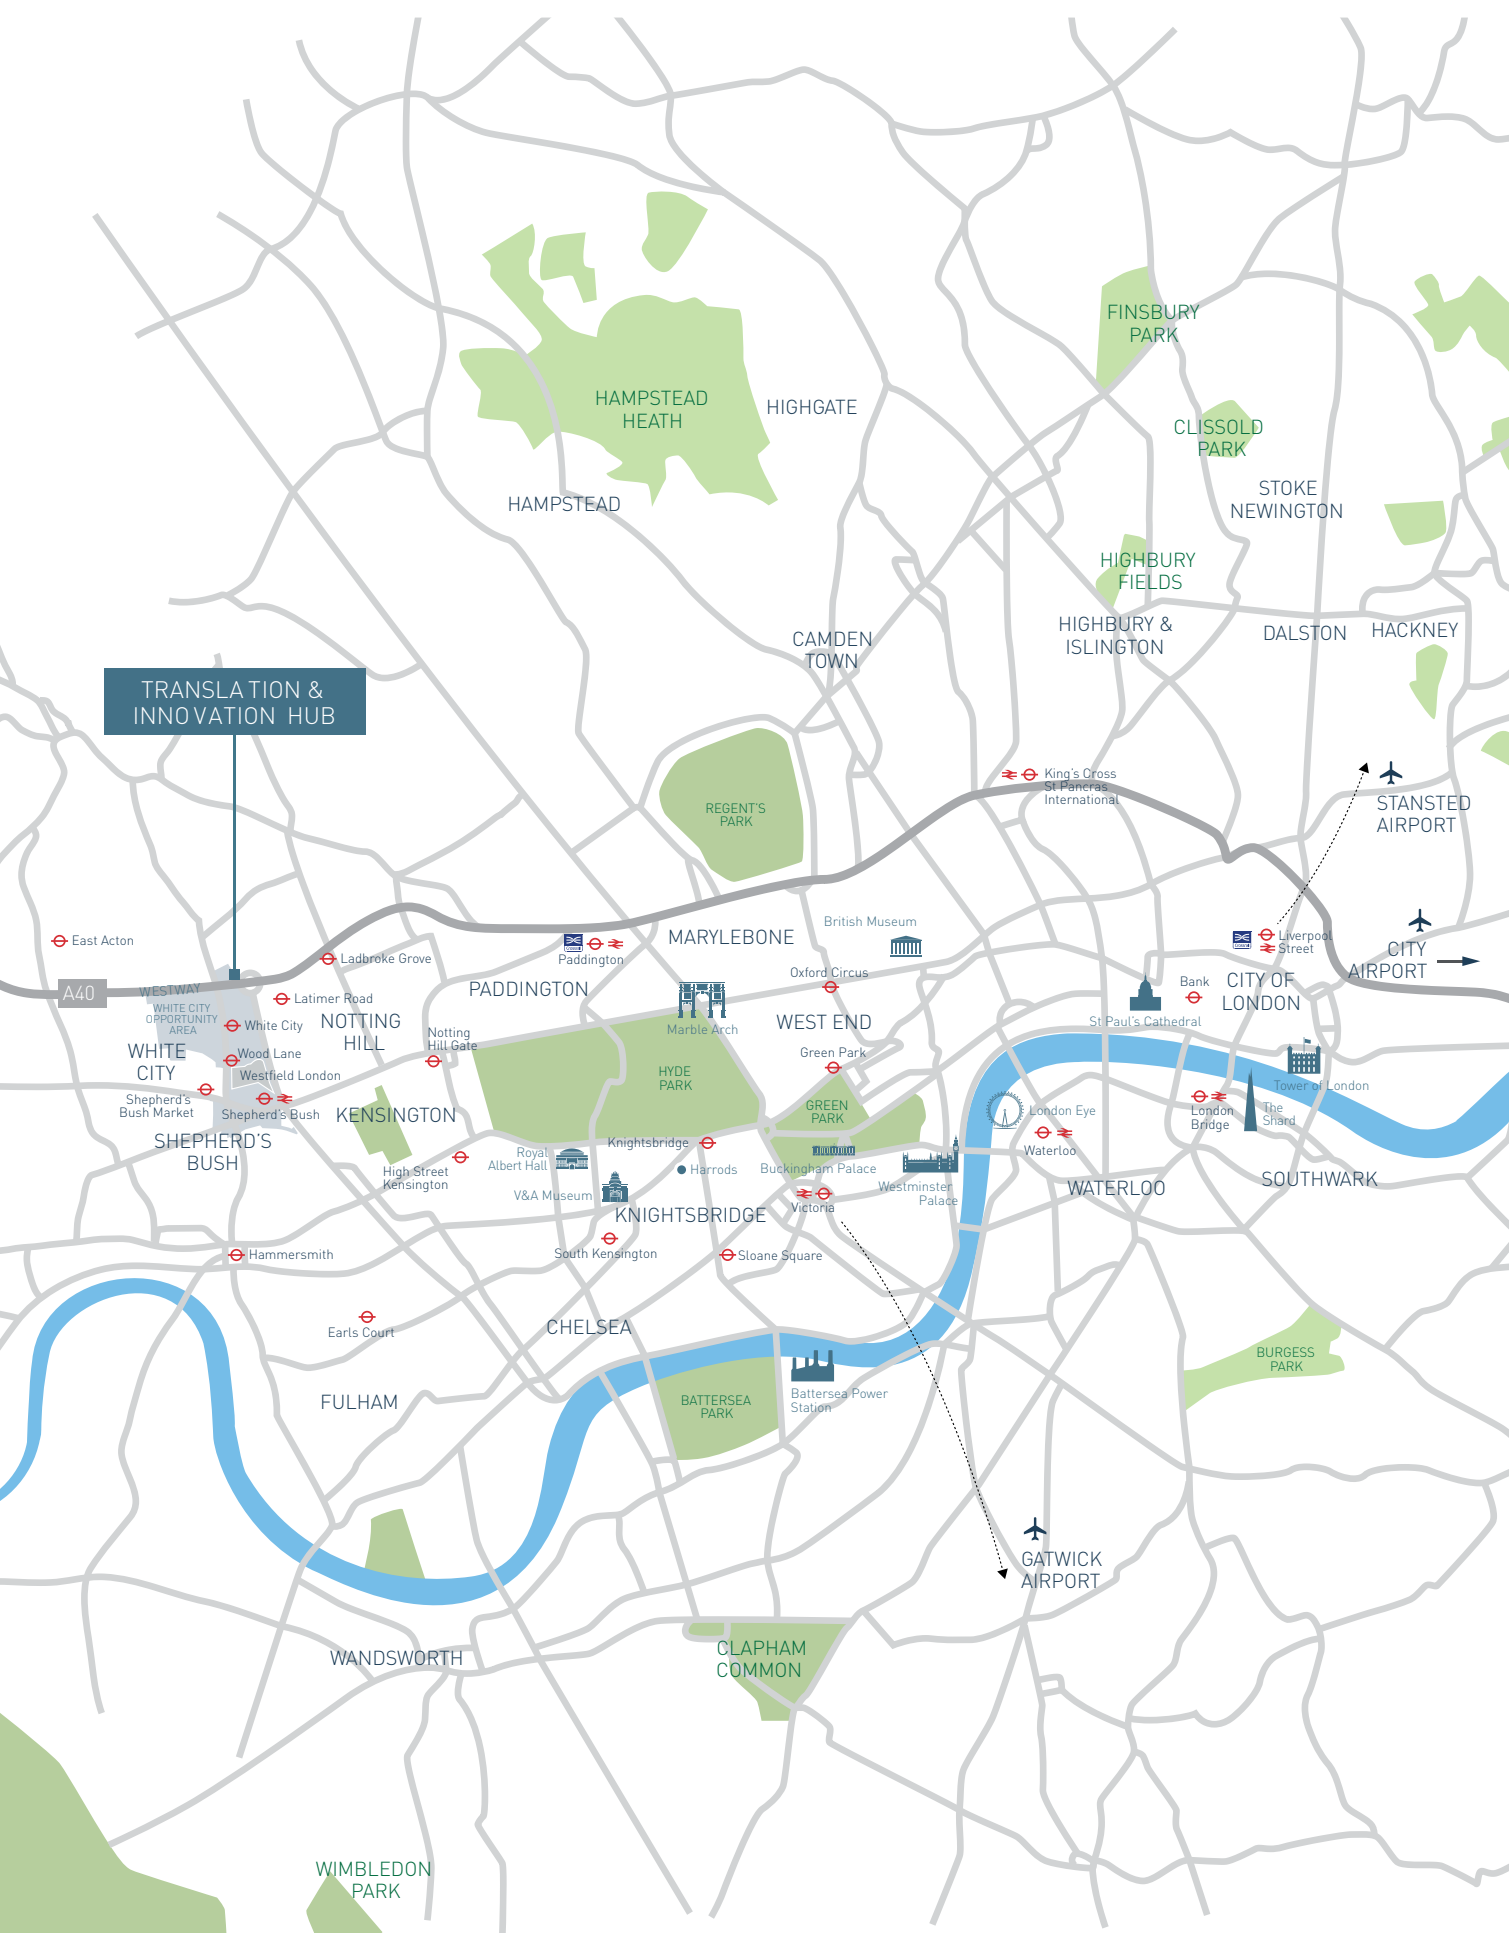 FINSBURY
PARK
HAMPSTEAD
HEATH
HIGHGATE
CLISSOLD
PARK
HAMPSTEAD
STOKE
NEWINGTON
HIGHBURY
FIELDS
HIGHBURY &
ISLINGTON
DALSTON
HACKNEY
CAMDEN
TOWN
TRANSLATION &
INNOVATION HUB
King's Cross
St Pancras
International
REGENT'S
PARK
STANSTED
AIRPORT
British Museum
MARYLEBONE
Liverpool
Street
East Acton
Ladbroke Grove
Paddington
CITY
AIRPORT
Oxford Circus
PADDINGTON
Bank
CITY OF
LONDON
A40
WESTWAY
WHITE CITY
OPPORTUNITY
AREA
Latimer Road
White City
NOTTING
HILL
Notting
Hill Gate
Marble Arch
WEST END
St Paul's Cathedral
WHITE
CITY
Wood Lane
Westfield London
Green Park
HYDE
PARK
Tower of London
Shepherd's
Bush Market
Shepherd's Bush
KENSINGTON
GREEN
PARK
London Eye
London
Bridge
The
Shard
SHEPHERD'S
BUSH
Knightsbridge
Waterloo
Royal
Albert Hall
Harrods
Buckingham Palace
High Street
Kensington
V&A Museum
Westminster
Palace
WATERLOO
SOUTHWARK
Victoria
KNIGHTSBRIDGE
Hammersmith
South Kensington
Sloane Square
Earls Court
CHELSEA
BURGESS
PARK
FULHAM
BATTERSEA
PARK
Battersea Power
Station
GATWICK
AIRPORT
WANDSWORTH
CLAPHAM
COMMON
WIMBLEDON
PARK